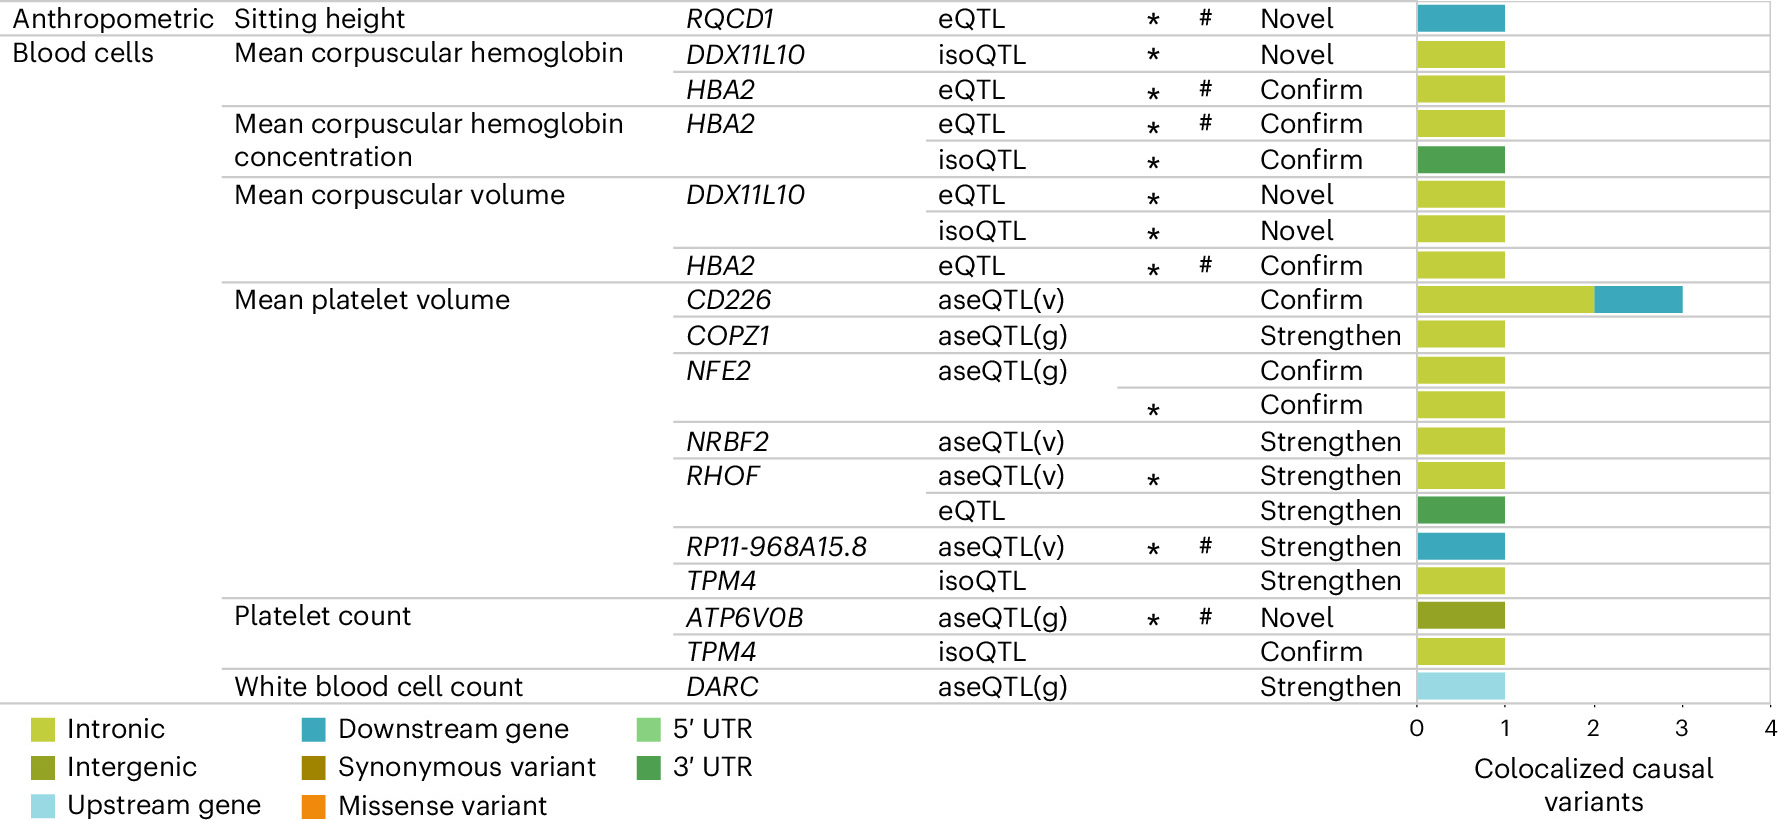 Anthropometric Sitting height RQCD1 eQTL * # Novel
Blood cells Mean corpuscular hemoglobin DDX11L10 isoQTL * Novel
HBA2 eQTL * # Confirm
Mean corpuscular hemoglobin HBA2 eQTL * # Confirm
concentration isoQTL * Confirm
Mean corpuscular volume DDX11L10 eQTL * Novel
isoQTL * Novel
HBA2 eQTL * # Confirm
Mean platelet volume CD226 aseQTL(v) Confirm
COPZ1 aseQTL(g) Strengthen
NFE2 aseQTL(g) Confirm
* Confirm
NRBF2 aseQTL(v) Strengthen
RHOF aseQTL(v) * Strengthen
eQTL Strengthen
RP11-968A15.8 aseQTL(v) * # Strengthen
TPM4 isoQTL Strengthen
Platelet count ATP6V0B aseQTL(g) * # Novel
TPM4 isoQTL Confirm
White blood cell count DARC aseQTL(g) Strengthen
Intronic Downstream gene 5′ UTR 0 1 2 3 4
Intergenic Synonymous variant 3′ UTR Colocalized causal
Upstream gene Missense variant variants